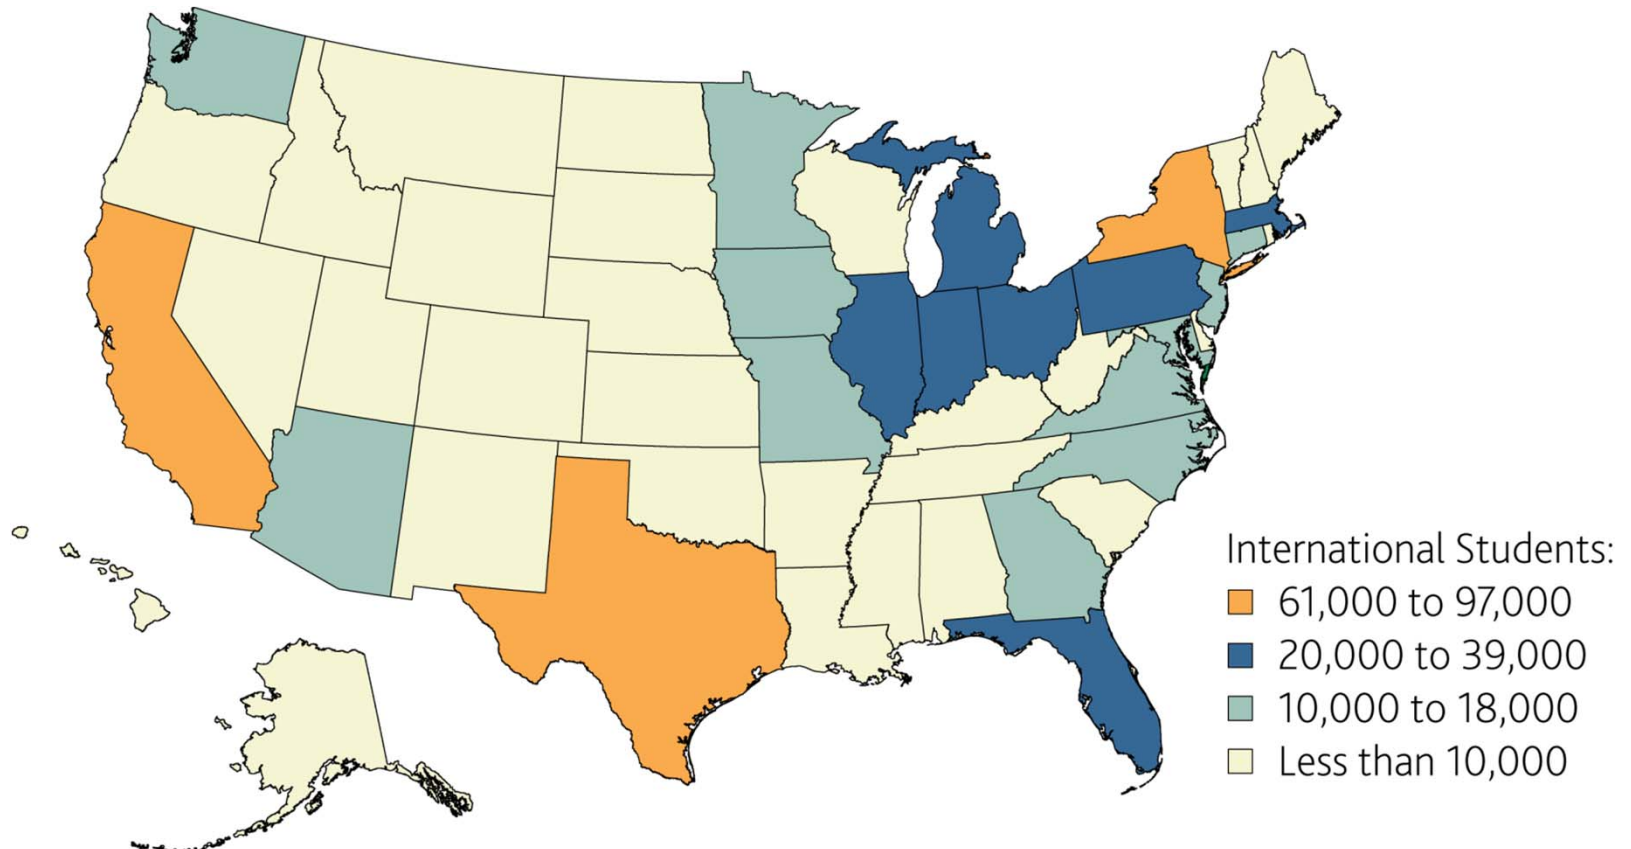 International Students:
61,000 to 97,000
20,000 to 39,000
10,000 to 18,000
Less than 10,000